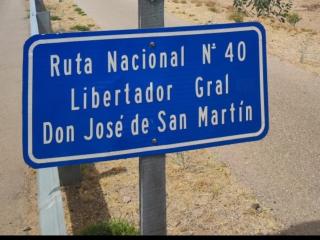 Ruta Nacional Nº 40
Libertador Gral
Don José de San Martín